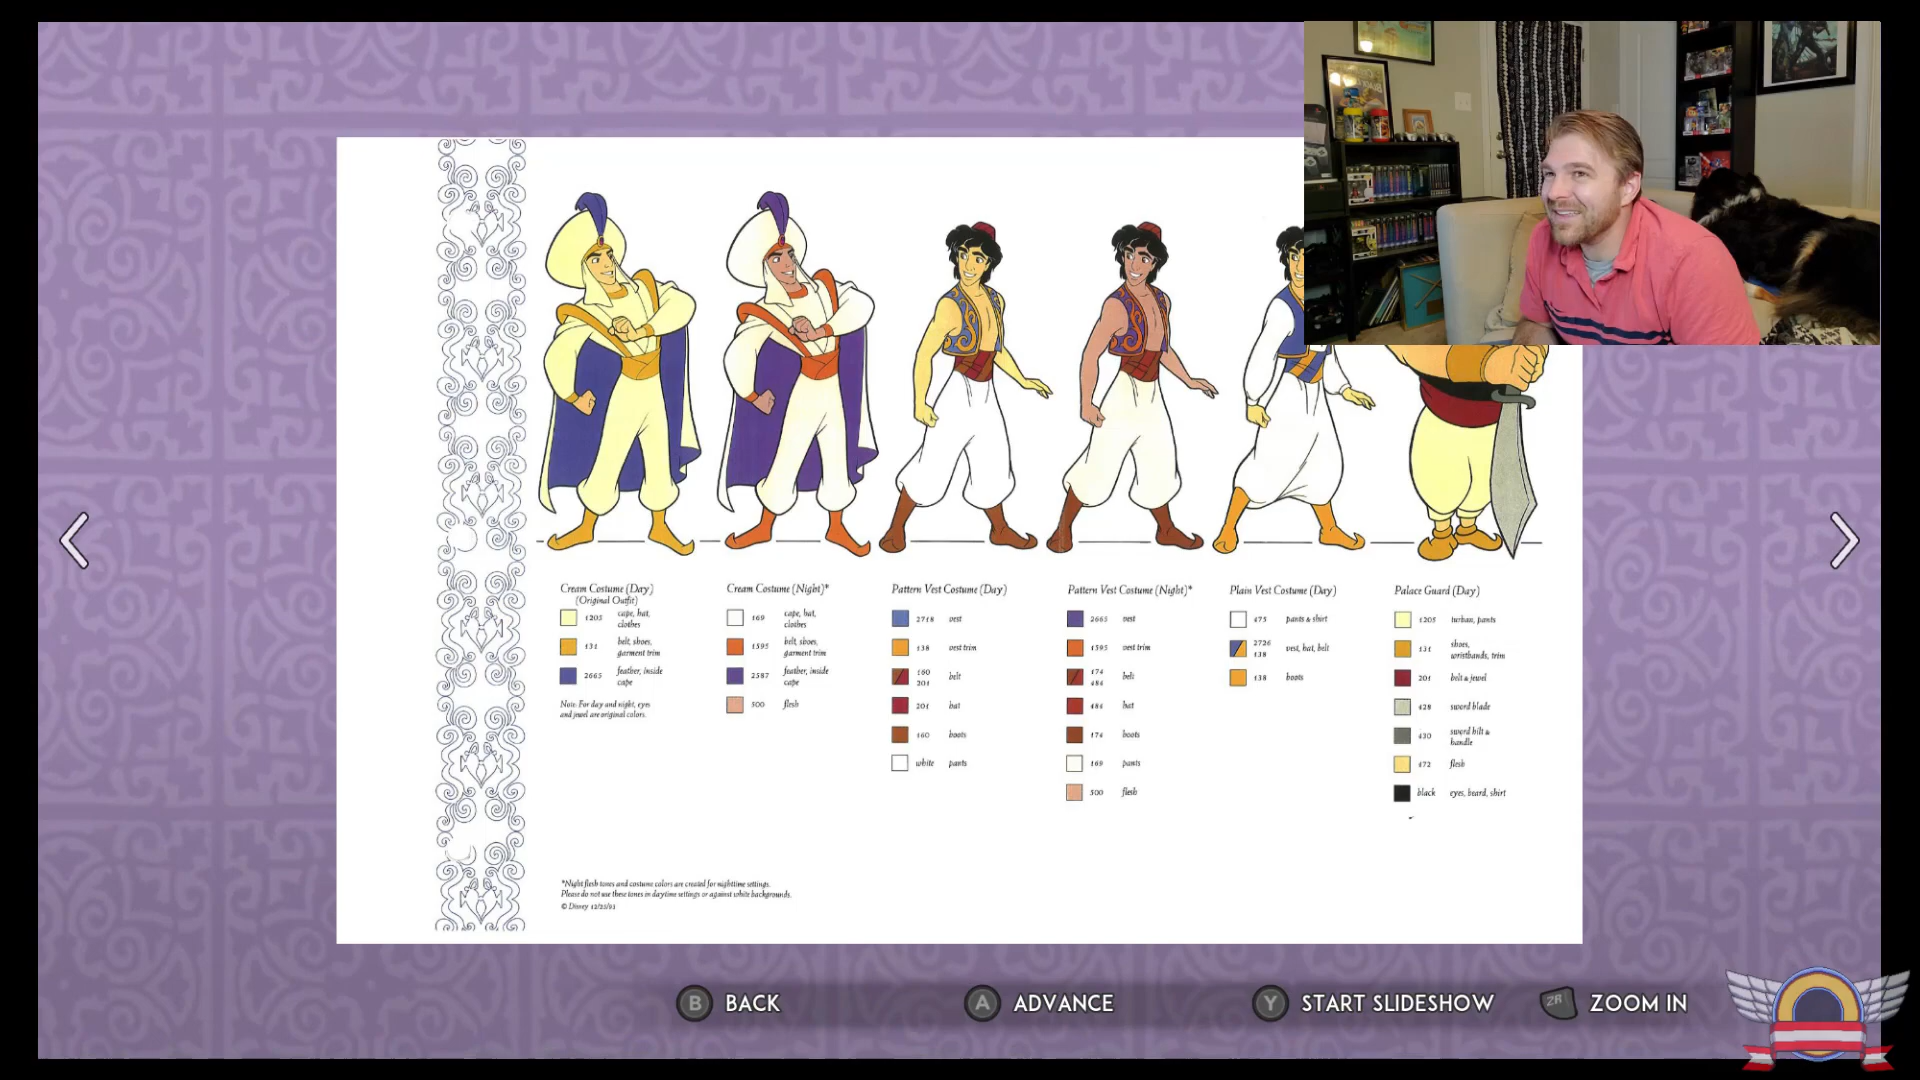 Cream Costume (Day)
(Original Outfit)
1205 cape, hat,
clothes
131 belt, shoes,
garment trim
2665 feather, inside
cape
Note: For day and night, eyes
and jewel are original colors.
Cream Costume (Night)*
169 cape, hat,
clothes
1595 belt, shoes,
garment trim
2587 feather, inside
cape
500 flesh
Pattern Vest Costume (Day)
2718 vest
138 vest trim
160
201 belt
201 hat
160 boots
white pants
Pattern Vest Costume (Night)*
2665 vest
1595 vest trim
174
484 belt
484 hat
174 boots
169 pants
500 flesh
Plain Vest Costume (Day)
475 pants & shirt
2726
138 vest, hat, belt
138 boots
Palace Guard (Day)
1205 turban, pants
131 shoes,
wristbands, trim
201 belt & jewel
428 sword blade
430 sword hilt &
handle
472 flesh
black eyes, beard, shirt
*Night flesh tones and costume colors are created for nighttime settings.
Please do not use these tones in daytime settings or against white backgrounds.
© Disney
B BACK
A ADVANCE
Y START SLIDESHOW
ZR ZOOM IN